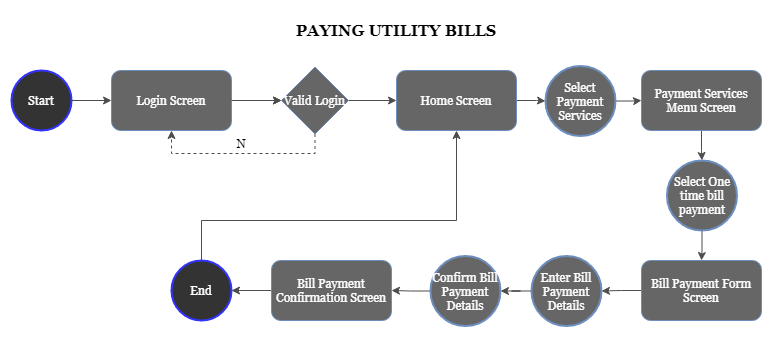 PAYING UTILITY BILLS
Start
Login Screen
Valid Login
Home Screen
Select
Payment
Services
Payment Services
Menu Screen
N
Select One
time bill
payment
End
Bill Payment
Confirmation Screen
Confirm Bill
Payment
Details
Enter Bill
Payment
Details
Bill Payment Form
Screen